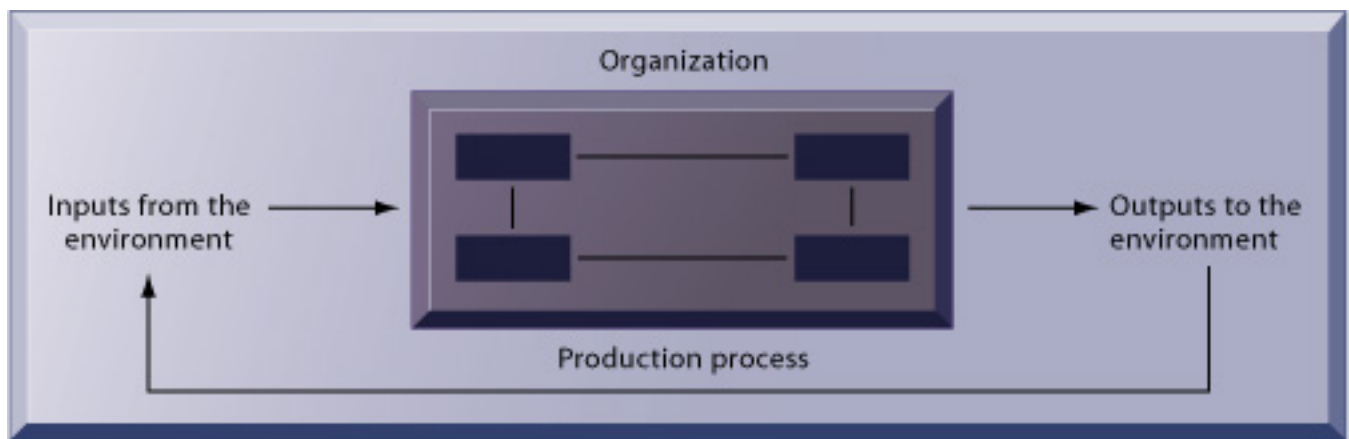 Organization
Inputs from the
environment
Outputs to the
environment
Production process